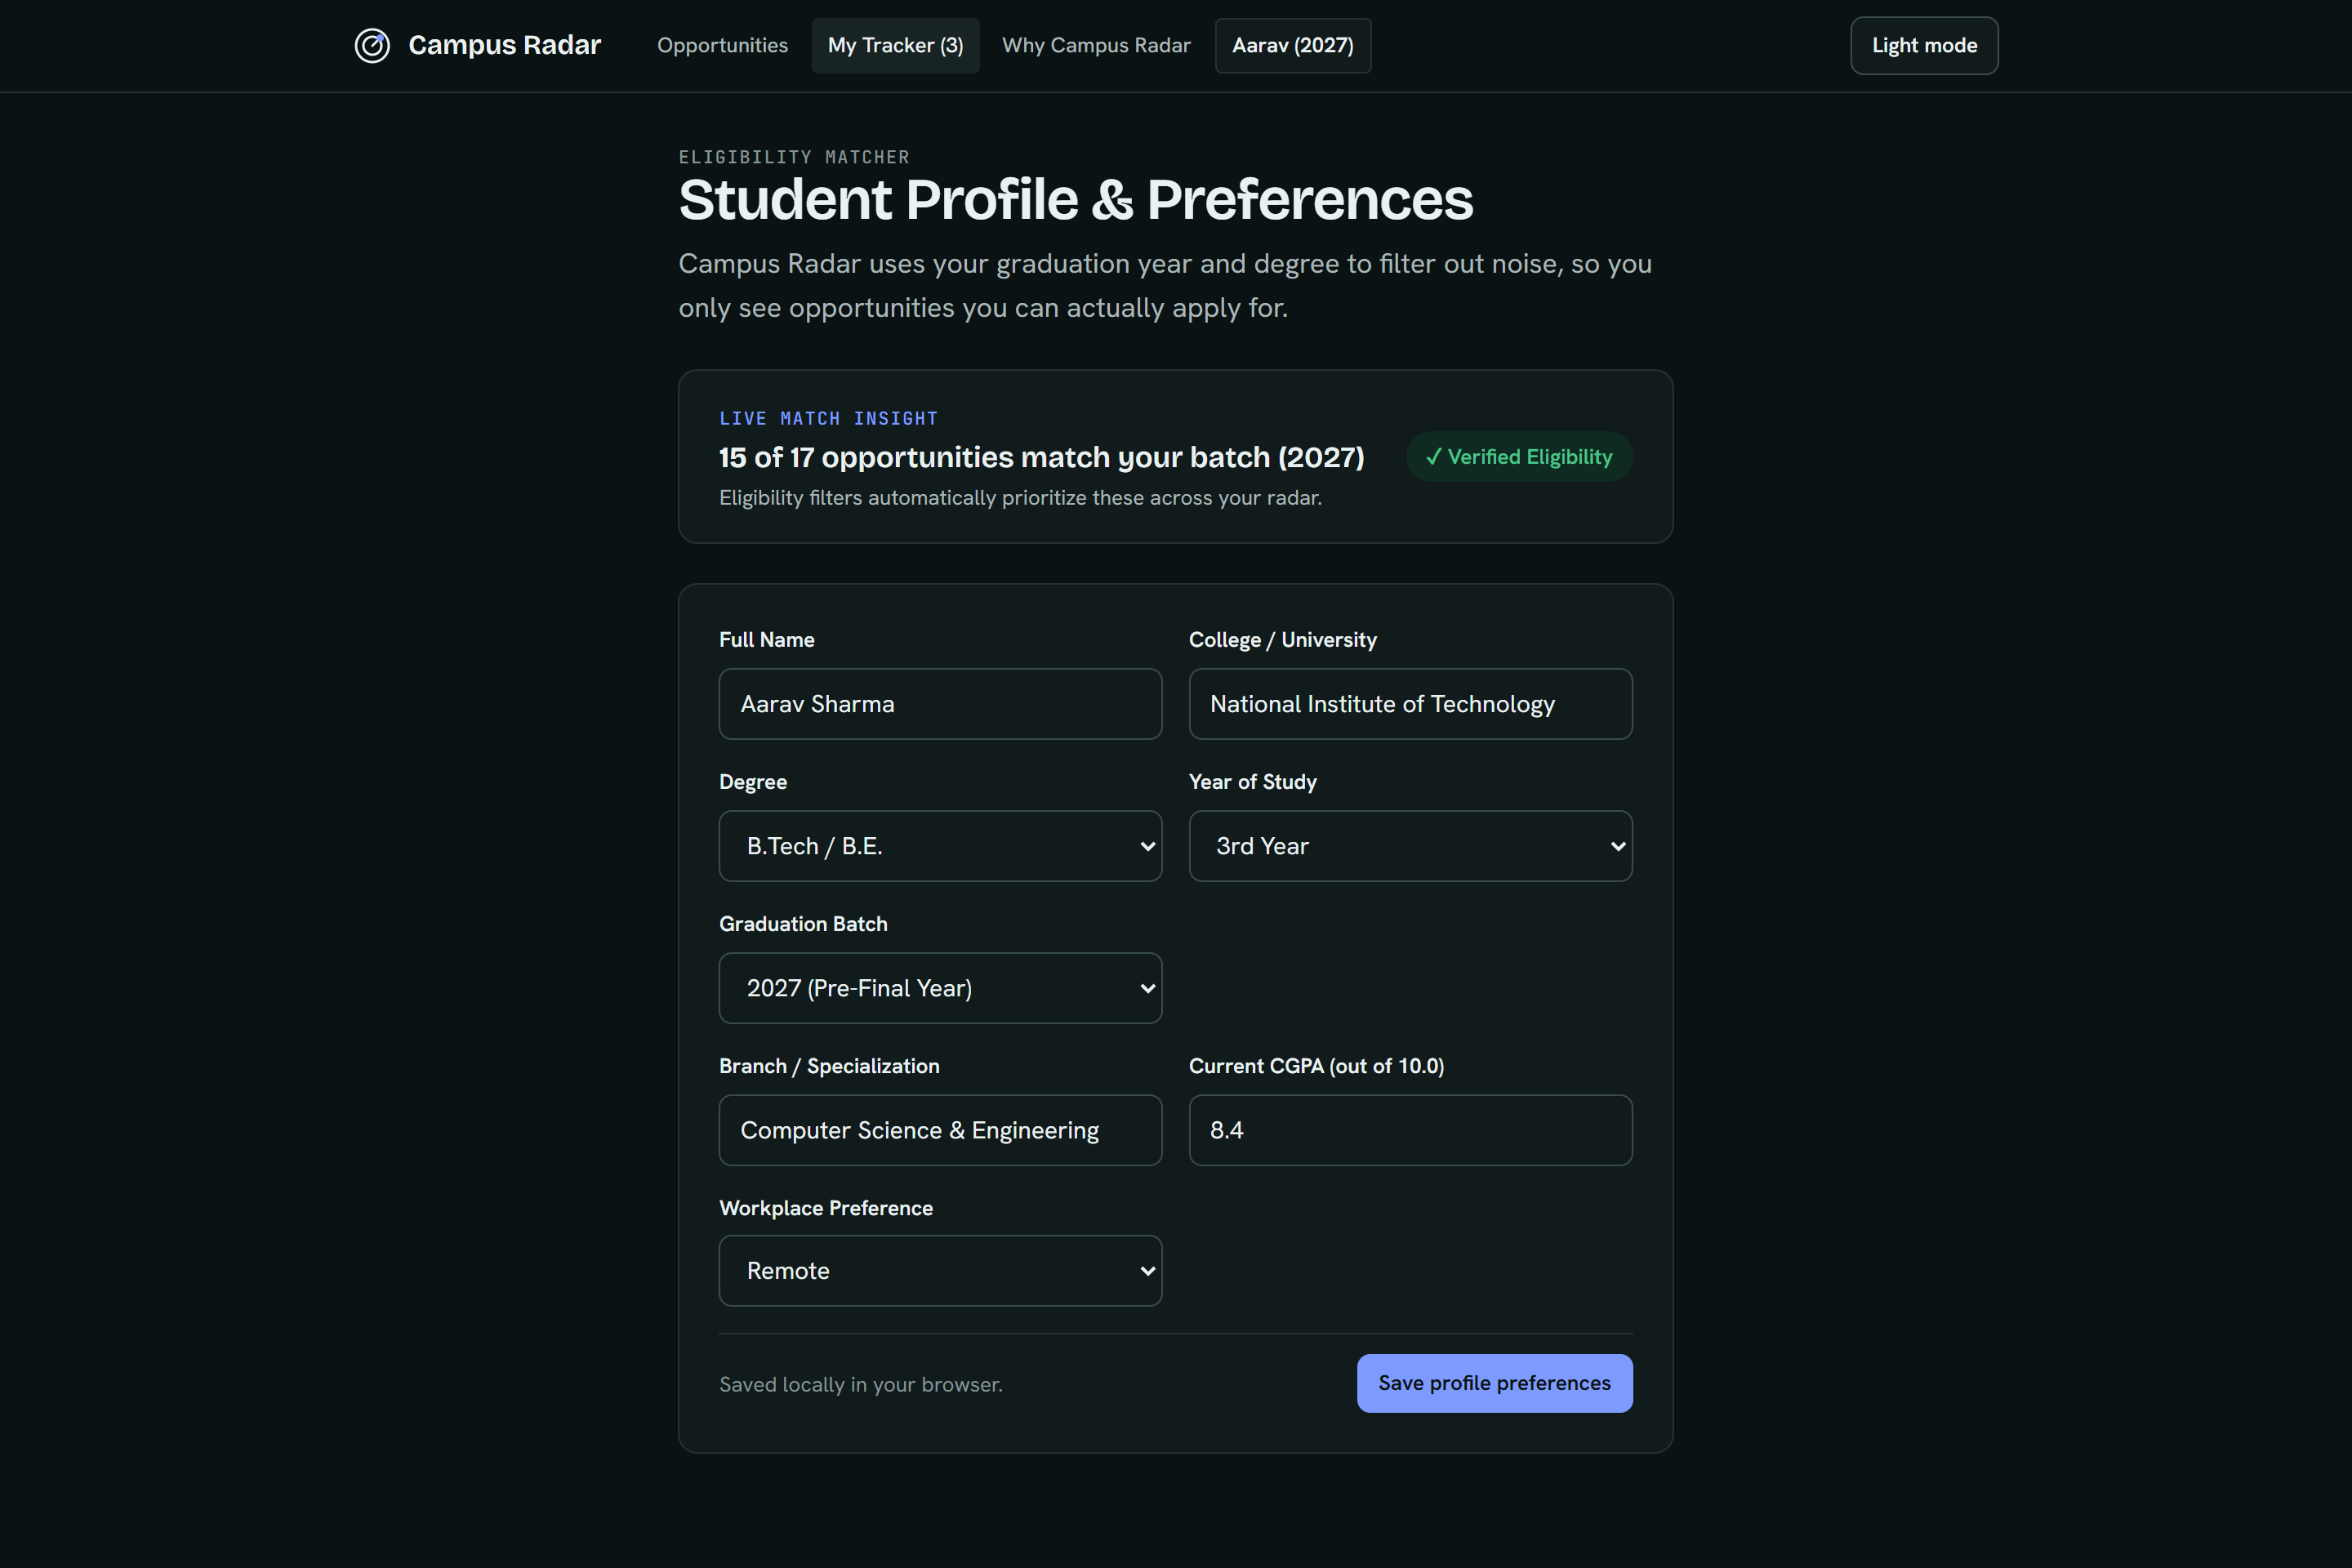 Campus Radar
Opportunities
My Tracker (3)
Why Campus Radar
Aarav (2027)
Light mode
ELIGIBILITY MATCHER
Student Profile & Preferences
Campus Radar uses your graduation year and degree to filter out noise, so you
only see opportunities you can actually apply for.
LIVE MATCH INSIGHT
15 of 17 opportunities match your batch (2027)
✓ Verified Eligibility
Eligibility filters automatically prioritize these across your radar.
Full Name
College / University
Aarav Sharma
National Institute of Technology
Degree
Year of Study
B.Tech / B.E.
3rd Year
Graduation Batch
2027 (Pre-Final Year)
Branch / Specialization
Current CGPA (out of 10.0)
Computer Science & Engineering
8.4
Workplace Preference
Remote
Saved locally in your browser.
Save profile preferences